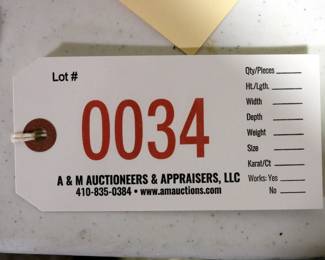 Lot #
0034
A & M AUCTIONEERS & APPRAISERS, LLC
410-835-0384 • www.amauctions.com
Qty/Pieces
Ht./Lgth.
Width
Depth
Weight
Size
Karat/Ct
Works: Yes
No